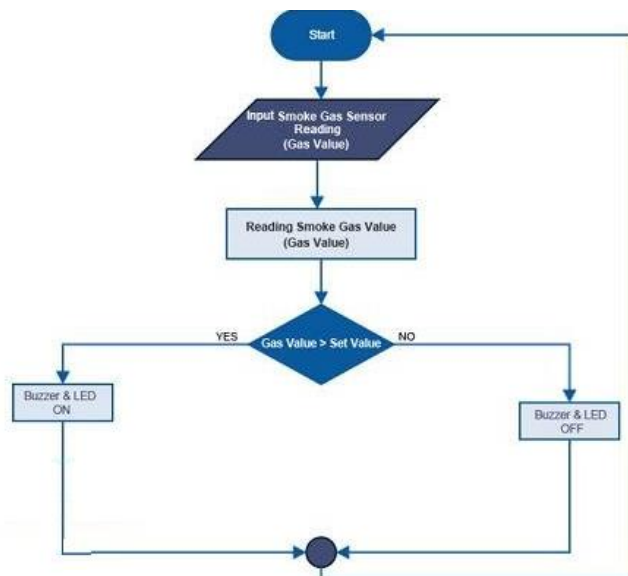 Start
Input Smoke Gas Sensor
Reading
(Gas Value)
Reading Smoke Gas Value
(Gas Value)
YES
Gas Value > Set Value
NO
Buzzer & LED
ON
Buzzer & LED
OFF